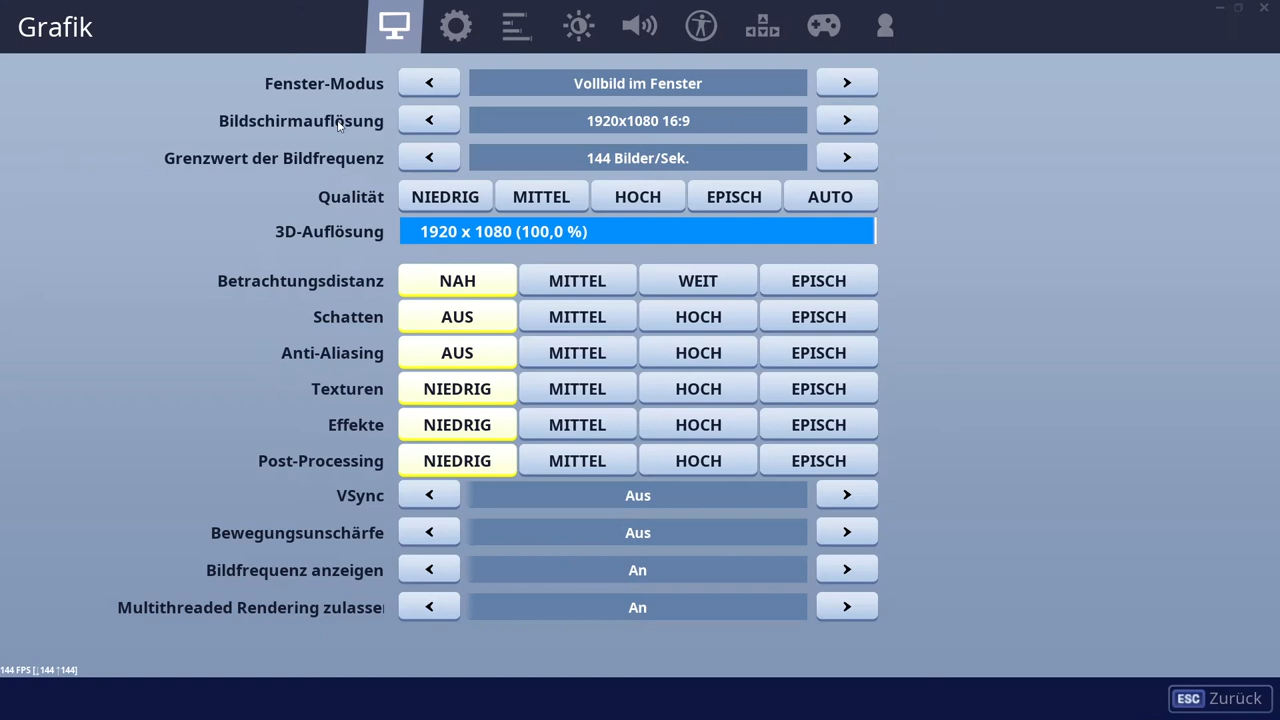 Grafik
Fenster-Modus < Vollbild im Fenster >
Bildschirmauflösung < 1920x1080 16:9 >
Grenzwert der Bildfrequenz < 144 Bilder/Sek. >
Qualität NIEDRIG MITTEL HOCH EPISCH AUTO
3D-Auflösung 1920 x 1080 (100,0 %)
Betrachtungsdistanz NAH MITTEL WEIT EPISCH
Schatten AUS MITTEL HOCH EPISCH
Anti-Aliasing AUS MITTEL HOCH EPISCH
Texturen NIEDRIG MITTEL HOCH EPISCH
Effekte NIEDRIG MITTEL HOCH EPISCH
Post-Processing NIEDRIG MITTEL HOCH EPISCH
VSync < Aus >
Bewegungsunschärfe < Aus >
Bildfrequenz anzeigen < An >
Multithreaded Rendering zulasse < An >
144 FPS [↓144 ↑144]
ESC Zurück